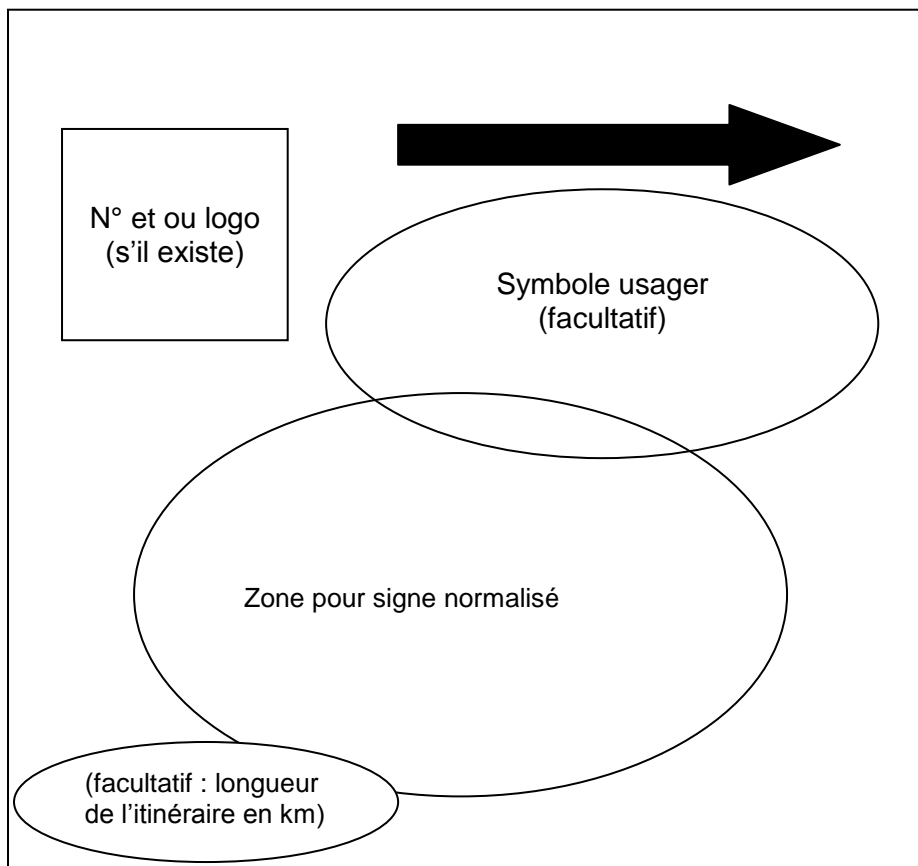 N° et ou logo
(s’il existe)
Symbole usager
(facultatif)
Zone pour signe normalisé
(facultatif : longueur
de l’itinéraire en km)